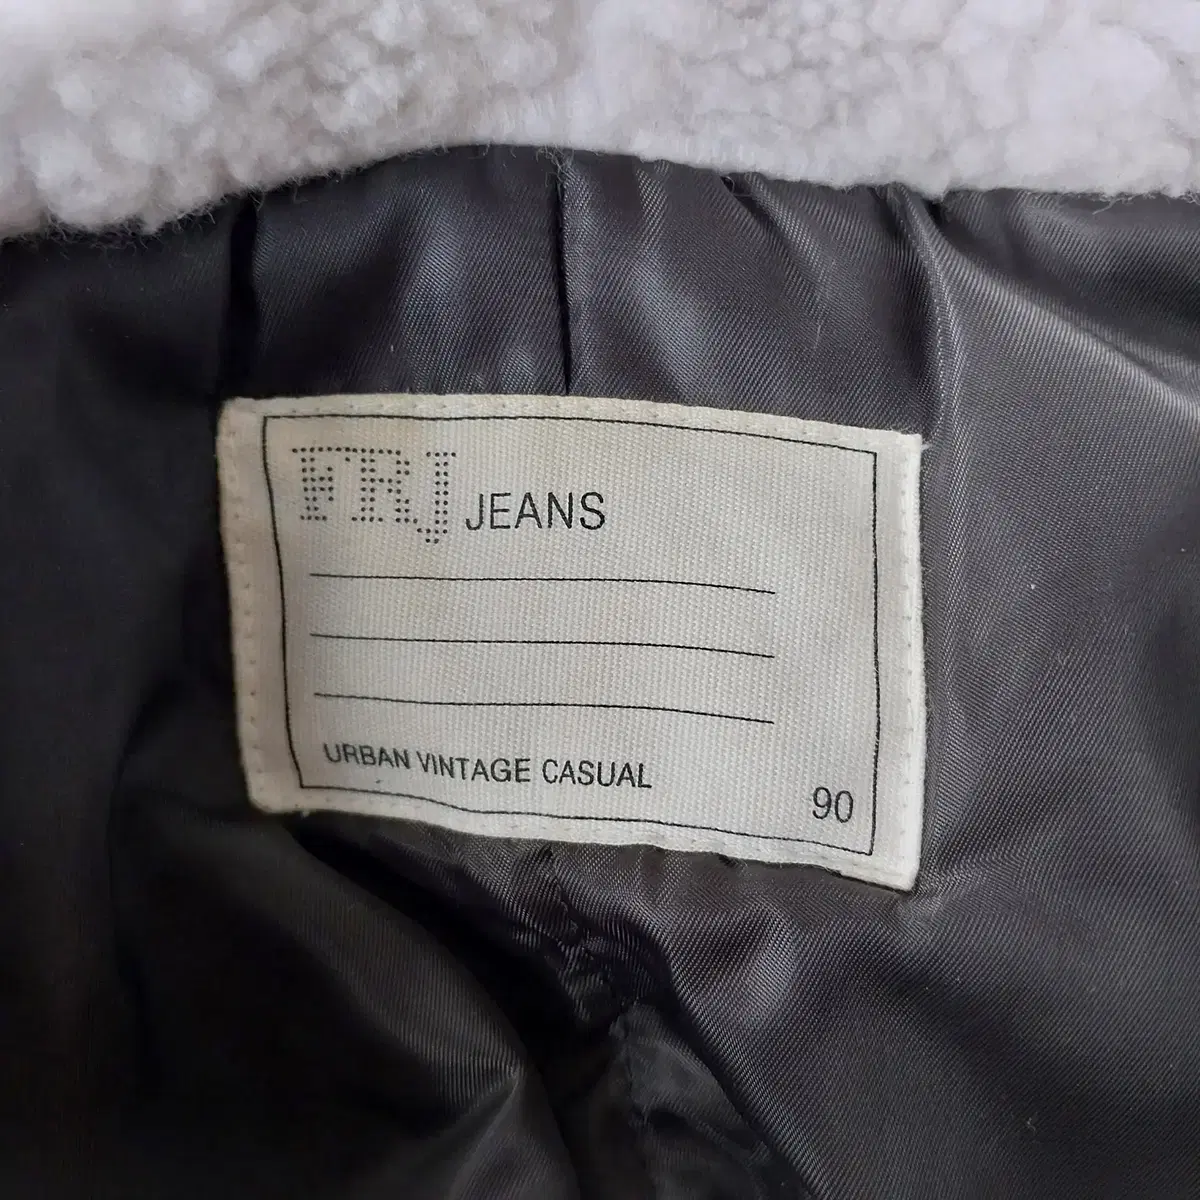 FRJ JEANS
URBAN VINTAGE CASUAL
90